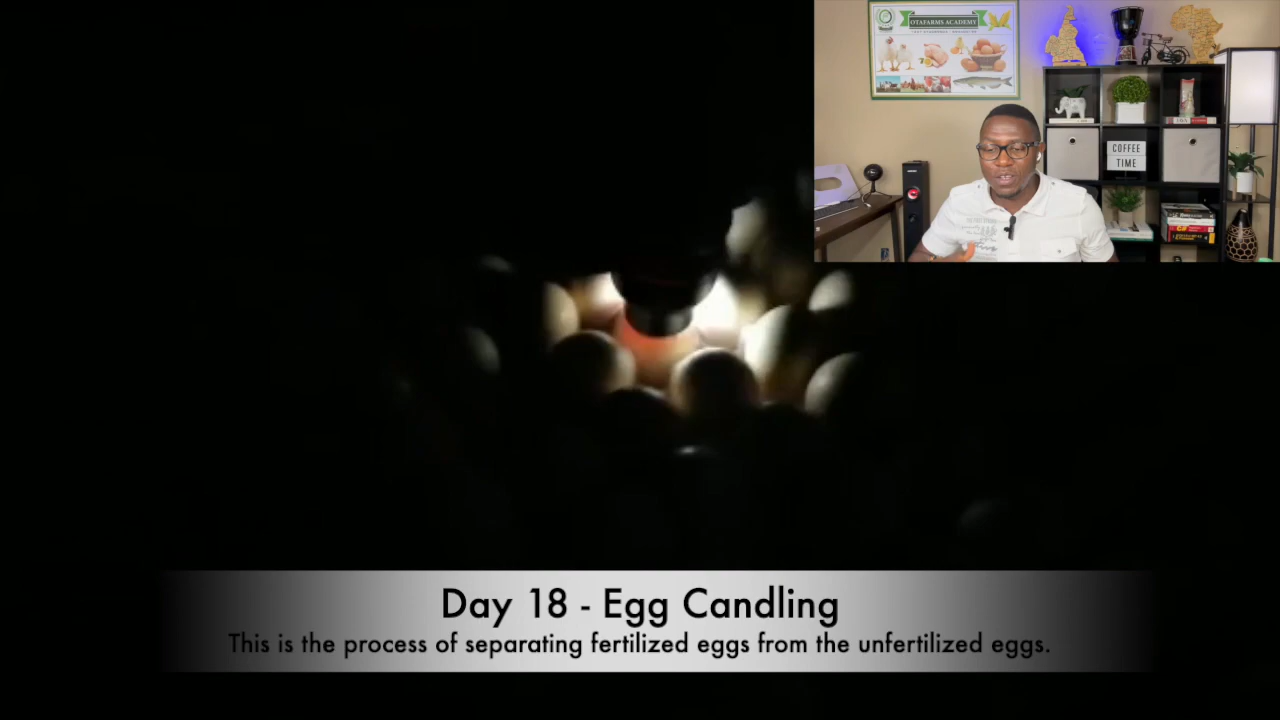 OTAFARMS ACADEMY
COFFEE
TIME
Day 18 - Egg Candling
This is the process of separating fertilized eggs from the unfertilized eggs.